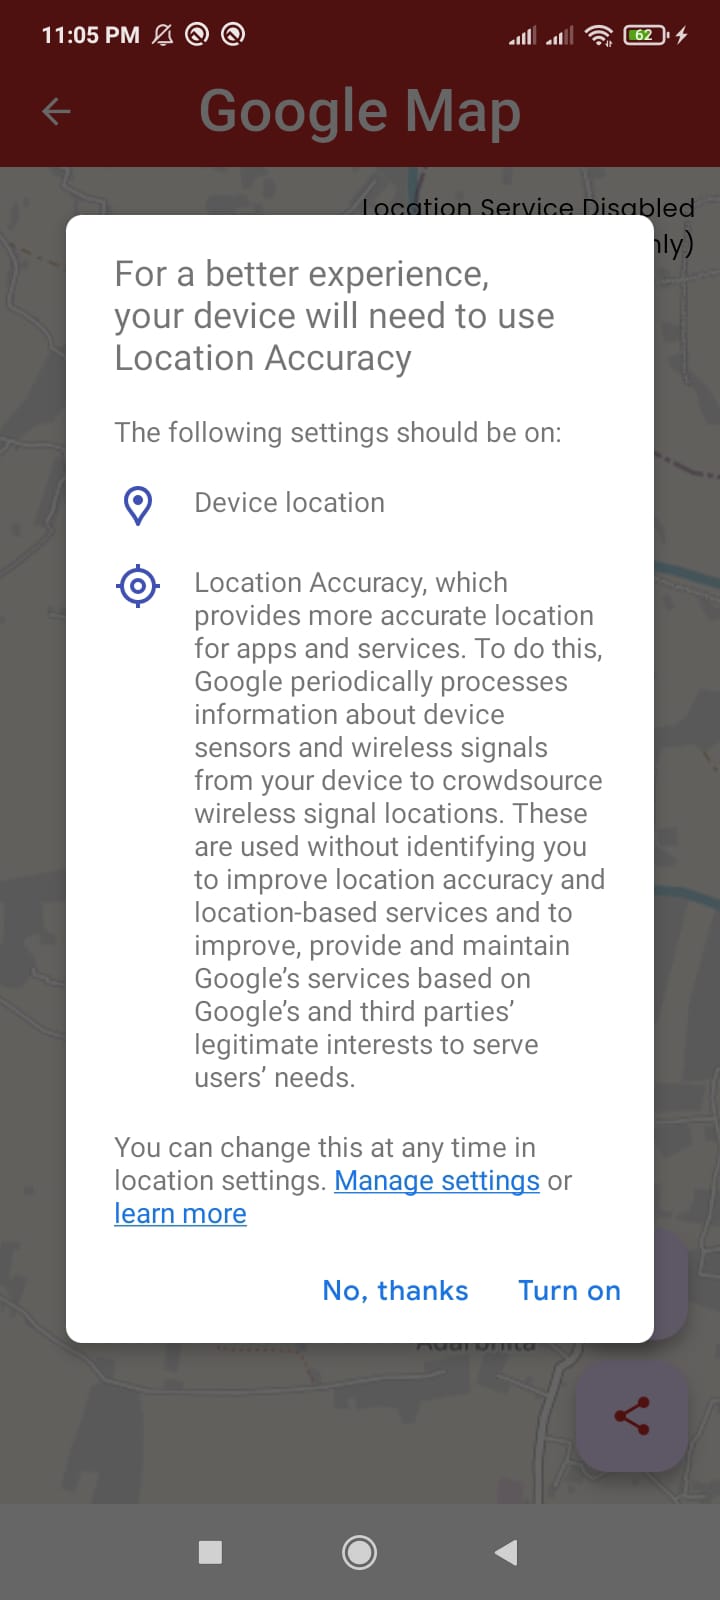 11:05 PM
62
Google Map
Location Service Disabled
nly)
For a better experience,
your device will need to use
Location Accuracy
The following settings should be on:
Device location
Location Accuracy, which
provides more accurate location
for apps and services. To do this,
Google periodically processes
information about device
sensors and wireless signals
from your device to crowdsource
wireless signal locations. These
are used without identifying you
to improve location accuracy and
location-based services and to
improve, provide and maintain
Google’s services based on
Google’s and third parties’
legitimate interests to serve
users’ needs.
You can change this at any time in
location settings. Manage settings or
learn more
No, thanks Turn on